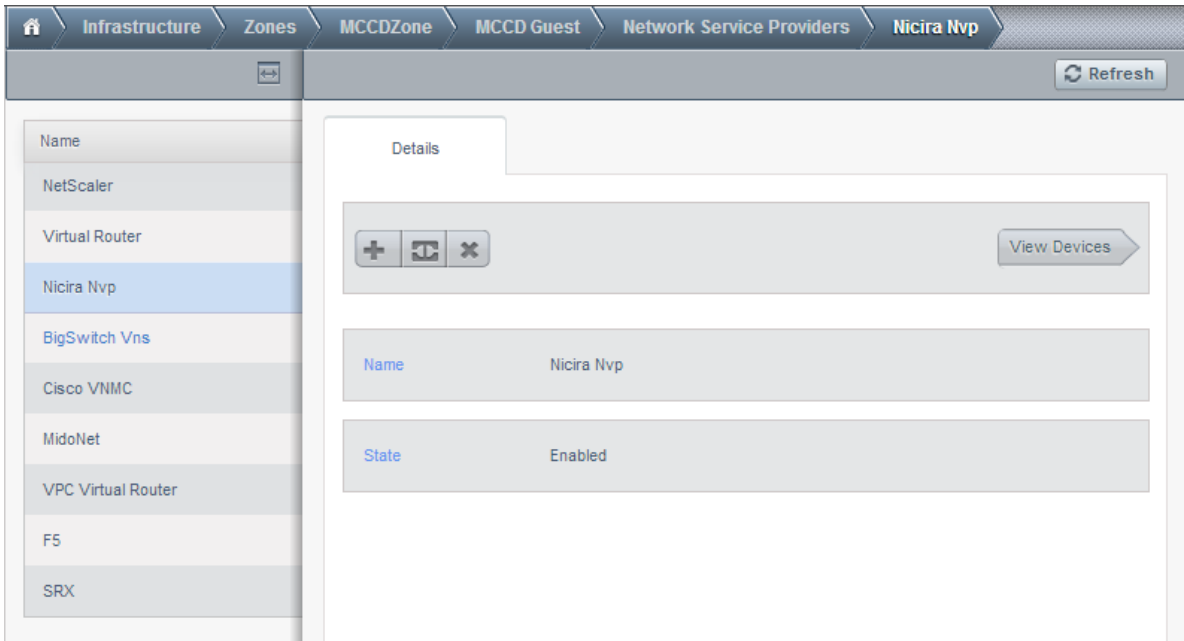 Infrastructure Zones MCCDZone MCCD Guest Network Service Providers Nicira Nvp
Refresh
Name
NetScaler
Virtual Router
Nicira Nvp
BigSwitch Vns
Cisco VNMC
MidoNet
VPC Virtual Router
F5
SRX
Details
View Devices
Name Nicira Nvp
State Enabled